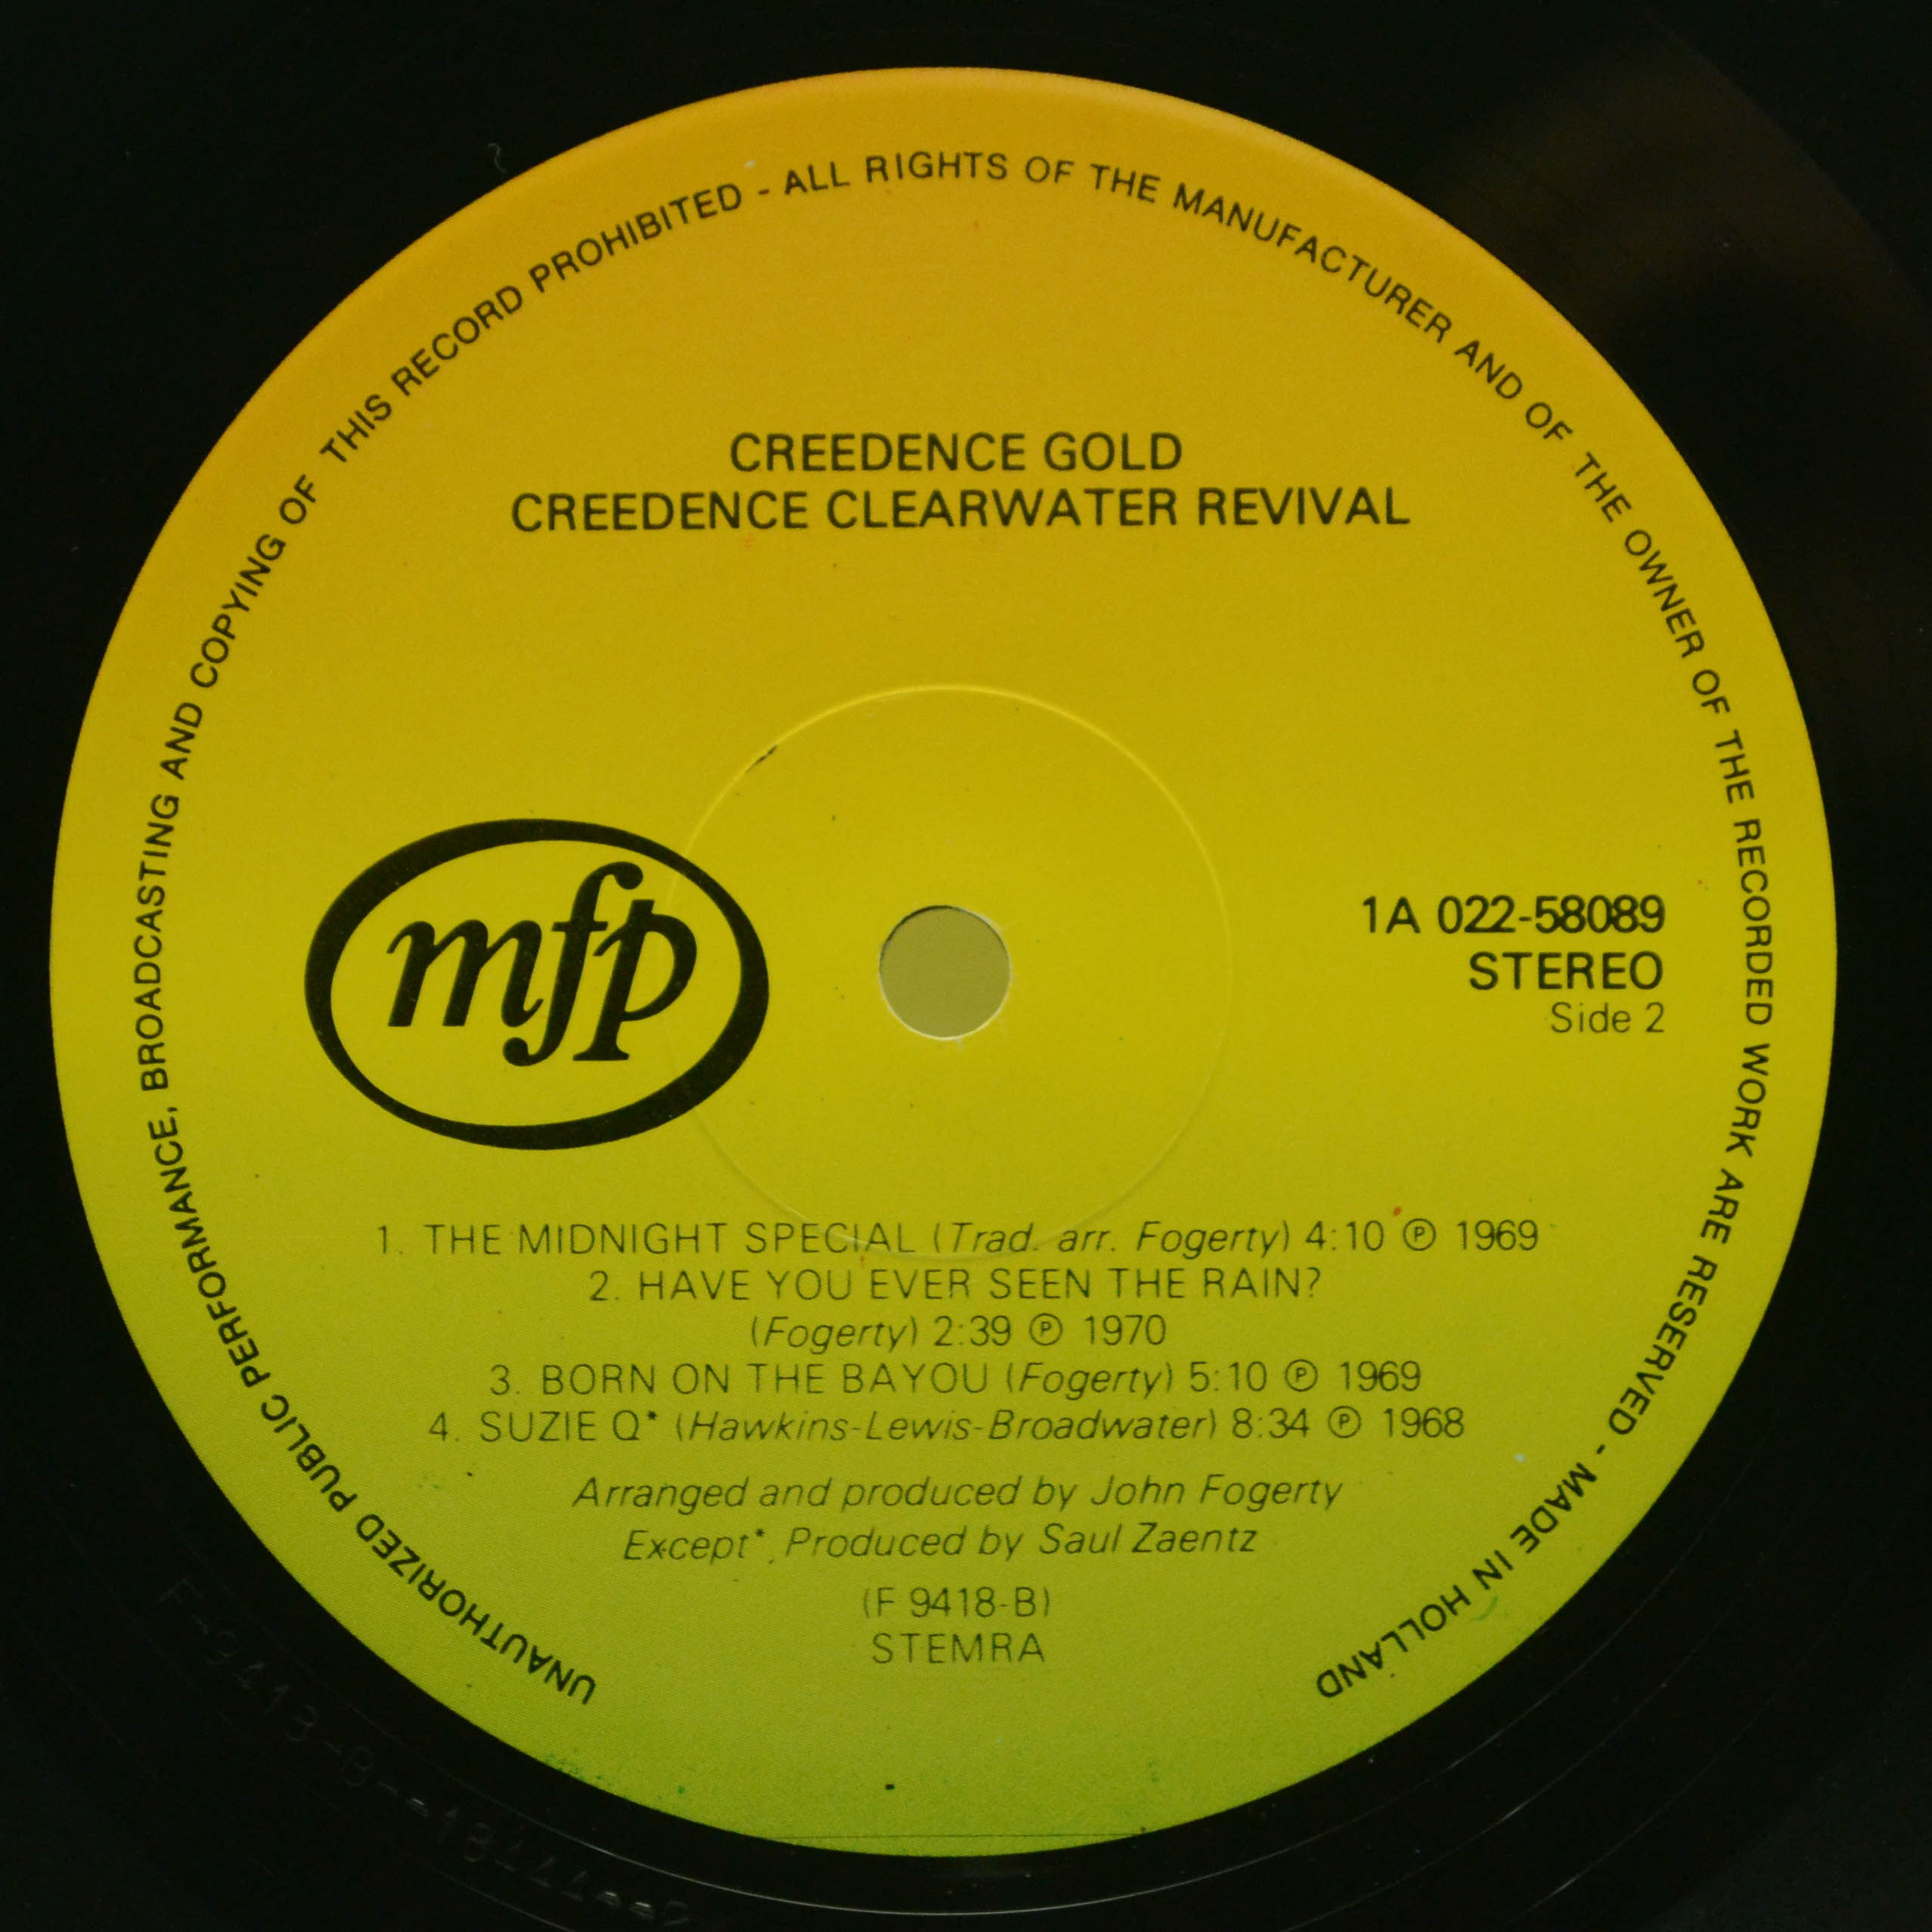 UNAUTHORIZED PUBLIC PERFORMANCE, BROADCASTING AND COPYING OF THIS RECORD PROHIBITED - ALL RIGHTS OF THE MANUFACTURER AND OF THE OWNER OF THE RECORDED WORK ARE RESERVED - MADE IN HOLLAND
CREEDENCE GOLD
CREEDENCE CLEARWATER REVIVAL
mfp
1A 022-58089
STEREO
Side 2
1. THE MIDNIGHT SPECIAL (Trad. arr. Fogerty) 4:10 ℗ 1969
2. HAVE YOU EVER SEEN THE RAIN?
(Fogerty) 2:39 ℗ 1970
3. BORN ON THE BAYOU (Fogerty) 5:10 ℗ 1969
4. SUZIE Q* (Hawkins-Lewis-Broadwater) 8:34 ℗ 1968
Arranged and produced by John Fogerty
Except*, Produced by Saul Zaentz
(F 9418-B)
STEMRA